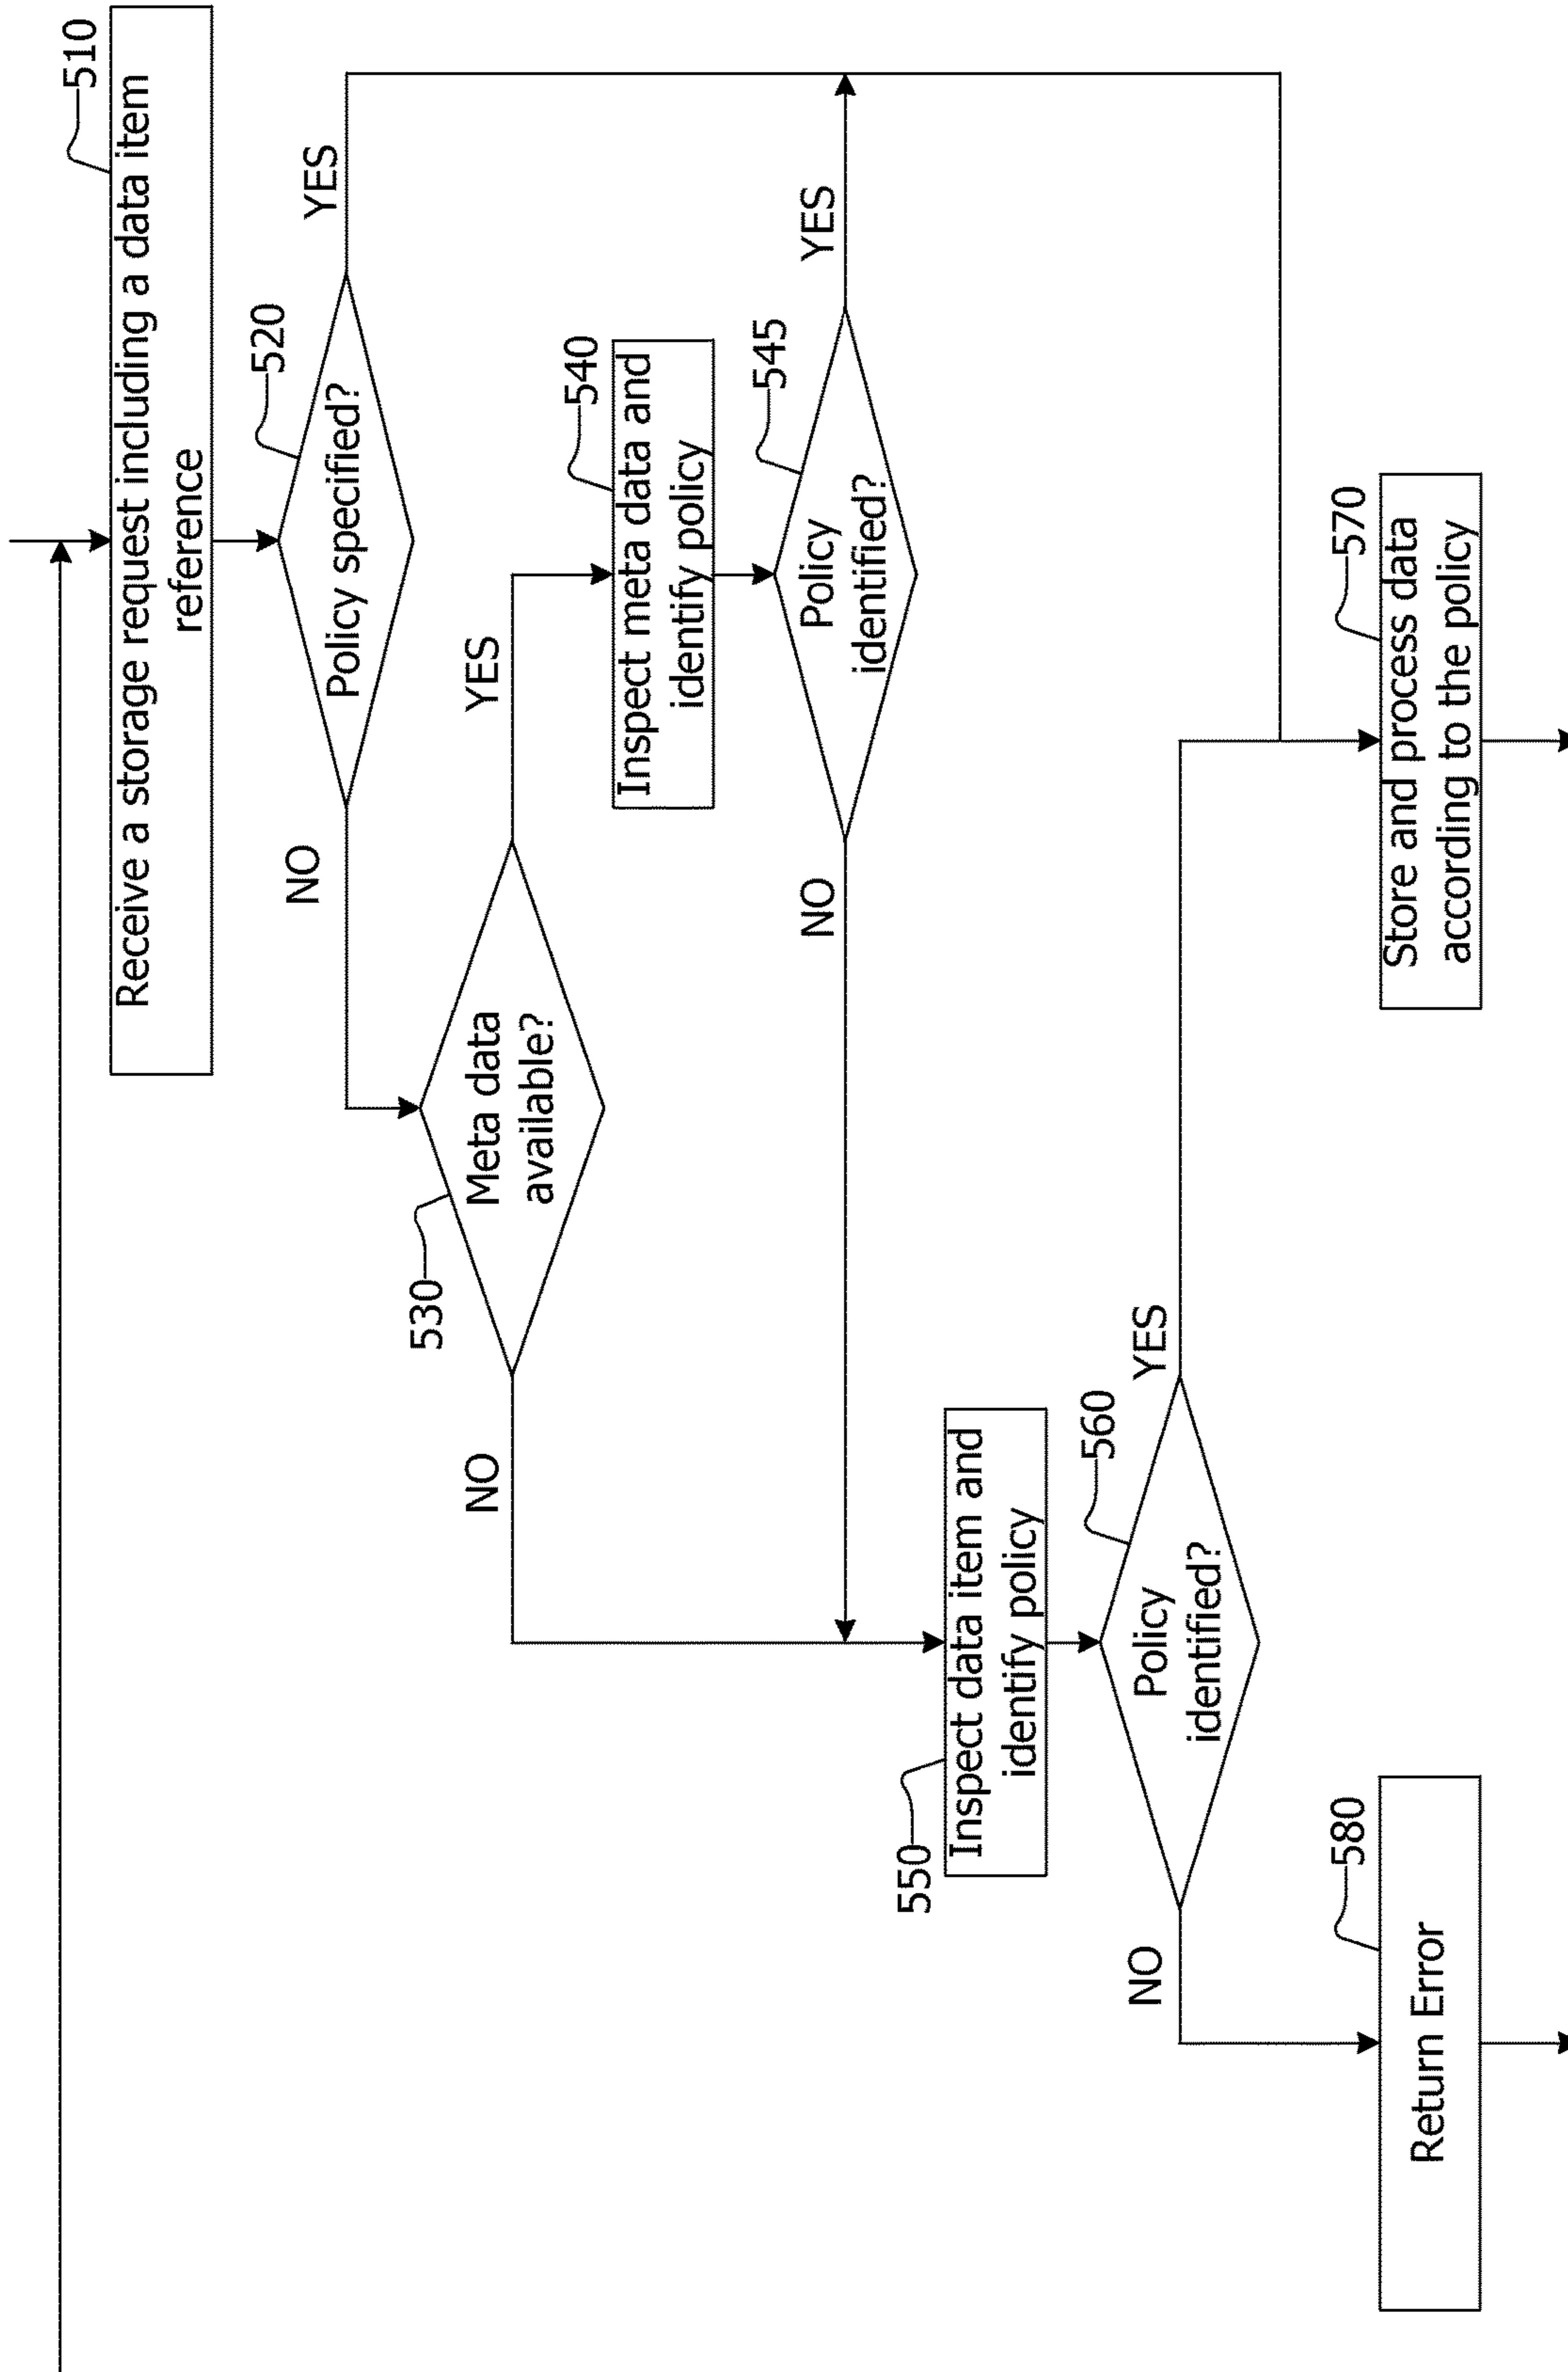 510
Receive a storage request including a data item
reference
520
Policy specified?
YES
NO
530
Meta data
available?
YES
NO
540
Inspect meta data and
identify policy
545
Policy
identified?
YES
NO
550
Inspect data item and
identify policy
560
Policy
identified?
YES
NO
570
Store and process data
according to the policy
580
Return Error